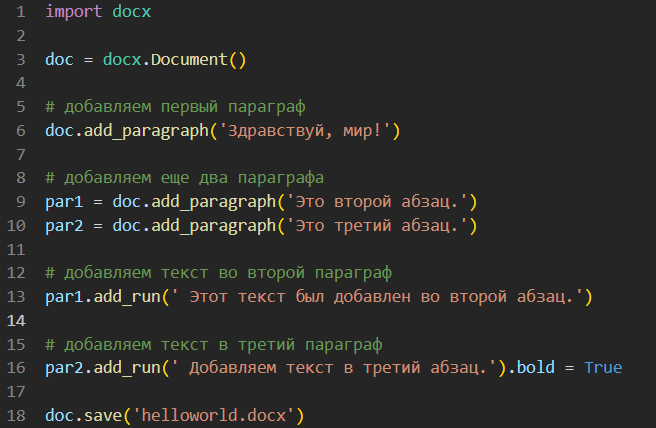 1 import docx
2
3 doc = docx.Document()
4
5 # добавляем первый параграф
6 doc.add_paragraph('Здравствуй, мир!')
7
8 # добавляем еще два параграфа
9 par1 = doc.add_paragraph('Это второй абзац.')
10 par2 = doc.add_paragraph('Это третий абзац.')
11
12 # добавляем текст во второй параграф
13 par1.add_run(' Этот текст был добавлен во второй абзац.')
14
15 # добавляем текст в третий параграф
16 par2.add_run(' Добавляем текст в третий абзац.').bold = True
17
18 doc.save('helloworld.docx')